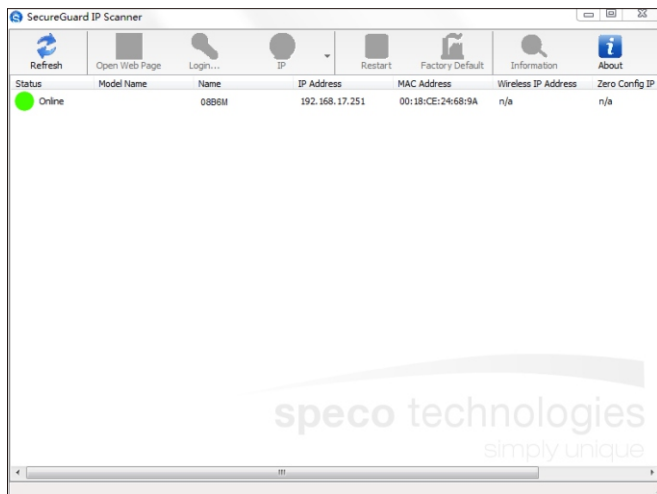 SecureGuard IP Scanner
Refresh Open Web Page Login... IP Restart Factory Default Information About
Status Model Name Name IP Address MAC Address Wireless IP Address Zero Config IP
Online 08B6M 192.168.17.251 00:18:CE:24:68:9A n/a n/a
speco technologies
simply unique